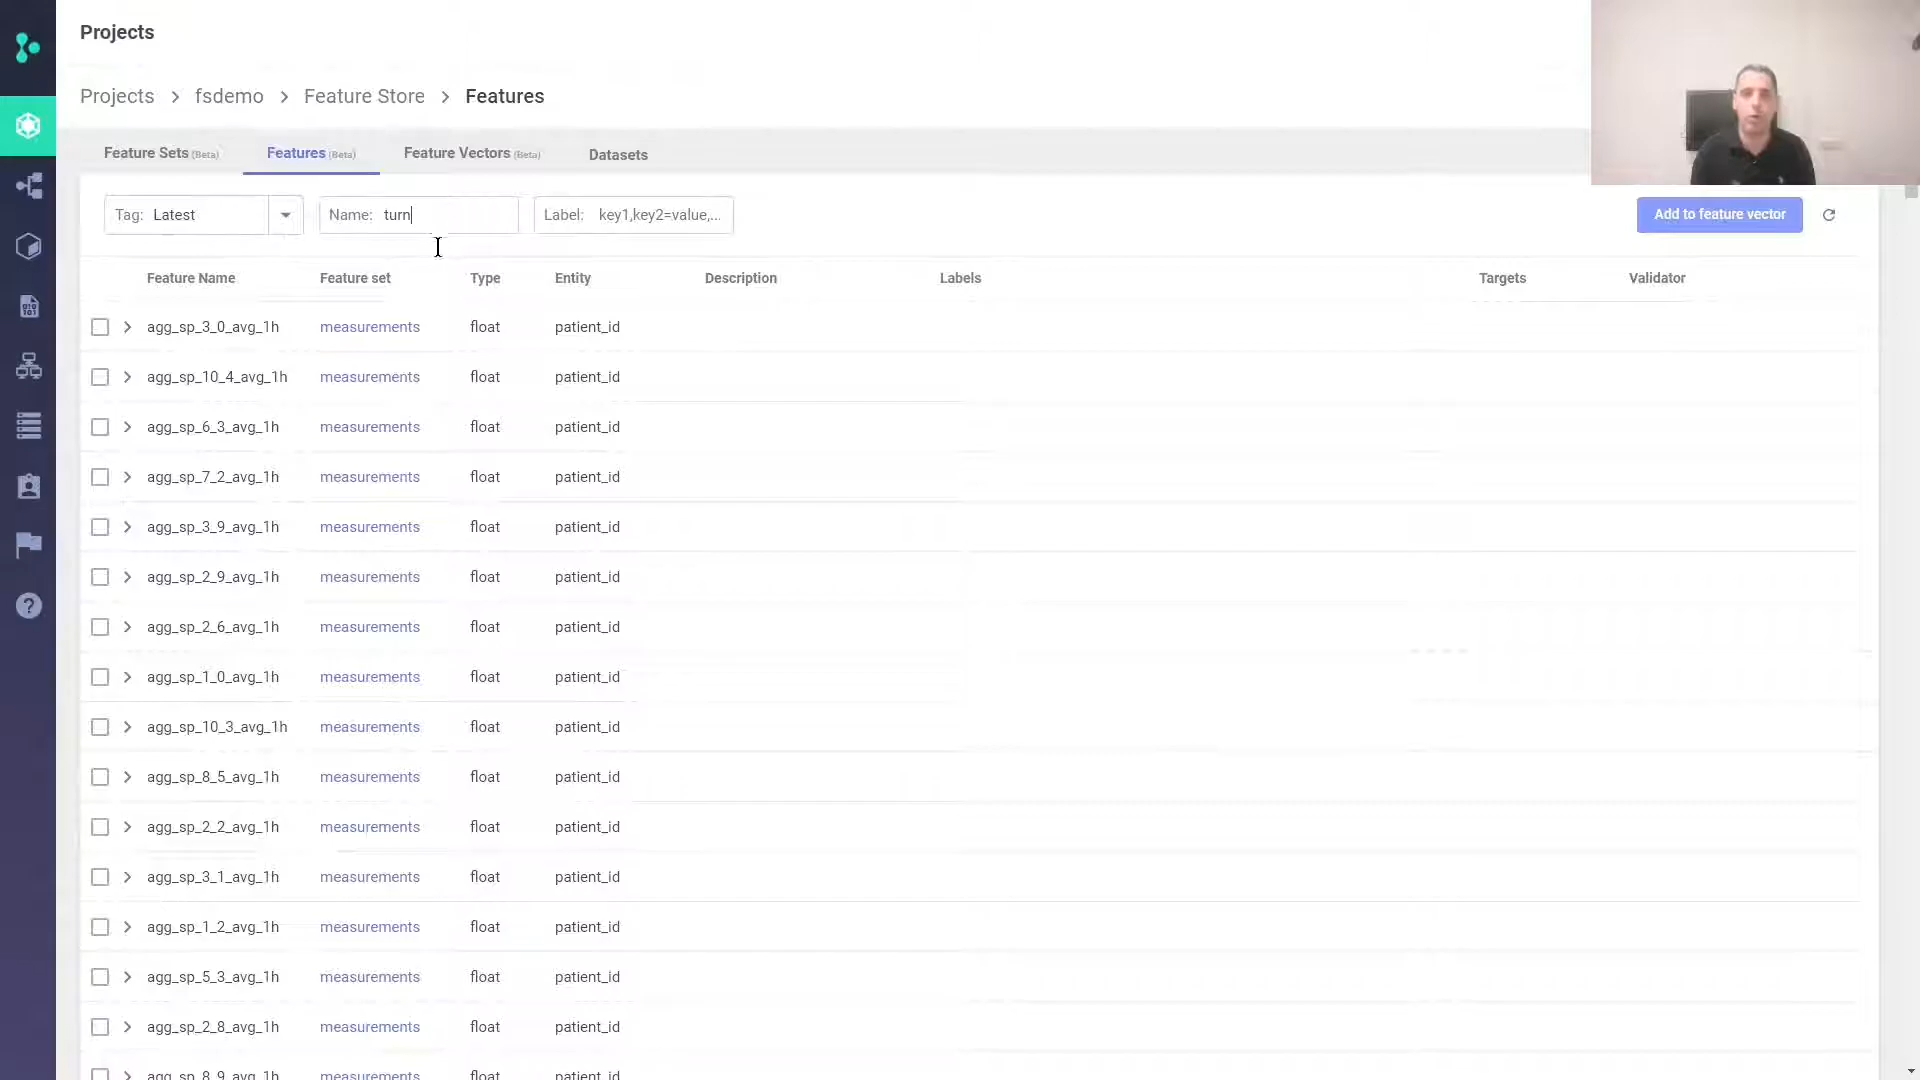 Projects
Projects > fsdemo > Feature Store > Features
Feature Sets (Beta) Features (Beta) Feature Vectors (Beta) Datasets
Tag: Latest Name: turn Label: key1,key2=value,... Add to feature vector
Feature Name Feature set Type Entity Description Labels Targets Validator
agg_sp_3_0_avg_1h measurements float patient_id
agg_sp_10_4_avg_1h measurements float patient_id
agg_sp_6_3_avg_1h measurements float patient_id
agg_sp_7_2_avg_1h measurements float patient_id
agg_sp_3_9_avg_1h measurements float patient_id
agg_sp_2_9_avg_1h measurements float patient_id
agg_sp_2_6_avg_1h measurements float patient_id
agg_sp_1_0_avg_1h measurements float patient_id
agg_sp_10_3_avg_1h measurements float patient_id
agg_sp_8_5_avg_1h measurements float patient_id
agg_sp_2_2_avg_1h measurements float patient_id
agg_sp_3_1_avg_1h measurements float patient_id
agg_sp_1_2_avg_1h measurements float patient_id
agg_sp_5_3_avg_1h measurements float patient_id
agg_sp_2_8_avg_1h measurements float patient_id
agg_sp_8_9_avg_1h measurements float patient_id